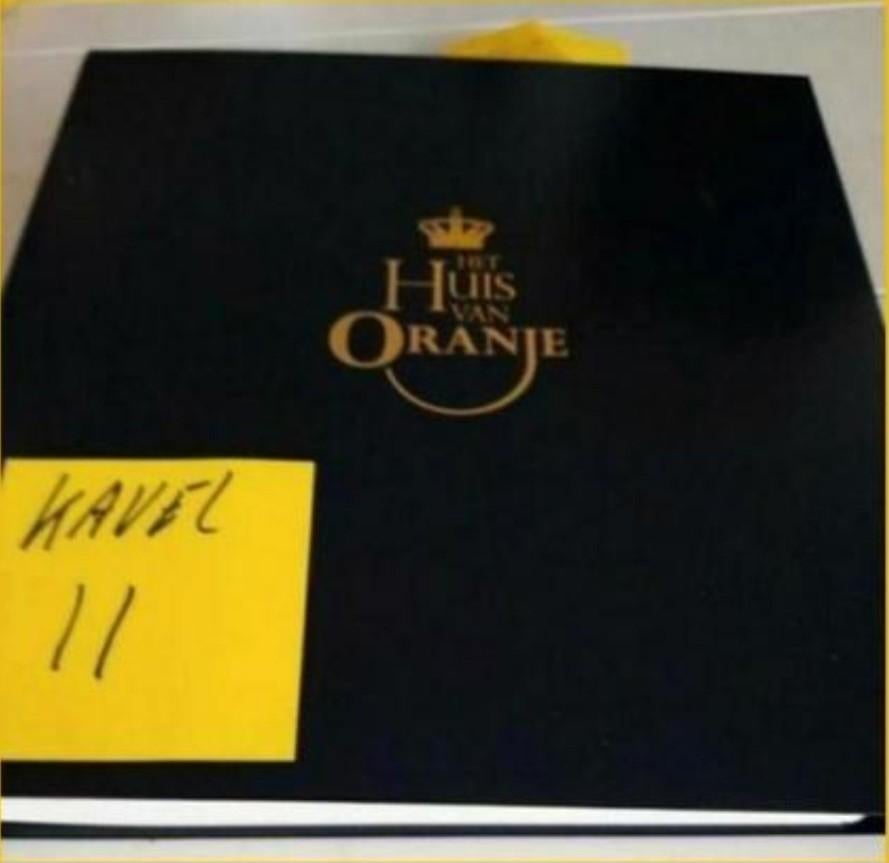 HET
HUIS
VAN
ORANJE
KAVEL
11